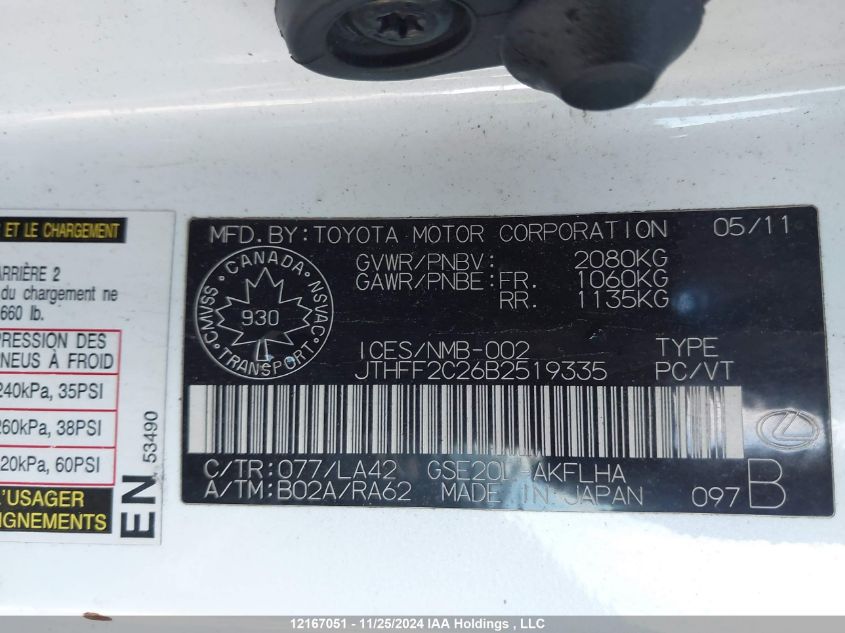 R ET LE CHARGEMENT
ARRIÈRE 2
du chargement ne
660 lb.
PRESSION DES
PNEUS À FROID
240kPa, 35PSI
260kPa, 38PSI
420kPa, 60PSI
L'USAGER
EIGNEMENTS
EN 53490
MFD.BY:TOYOTA MOTOR CORPORATION 05/11
GVWR/PNBV: 2080KG
GAWR/PNBE:FR. 1060KG
RR. 1135KG
CANADA
CMVSS NSVAC
930
TRANSPORT
ICES/NMB-002 TYPE
JTHFF2C26B2519335 PC/VT
C/TR:077/LA42 GSE20L-AKFLHA
A/TM:B02A/RA62 MADE IN JAPAN 097 B
12167051 - 11/25/2024 IAA Holdings , LLC